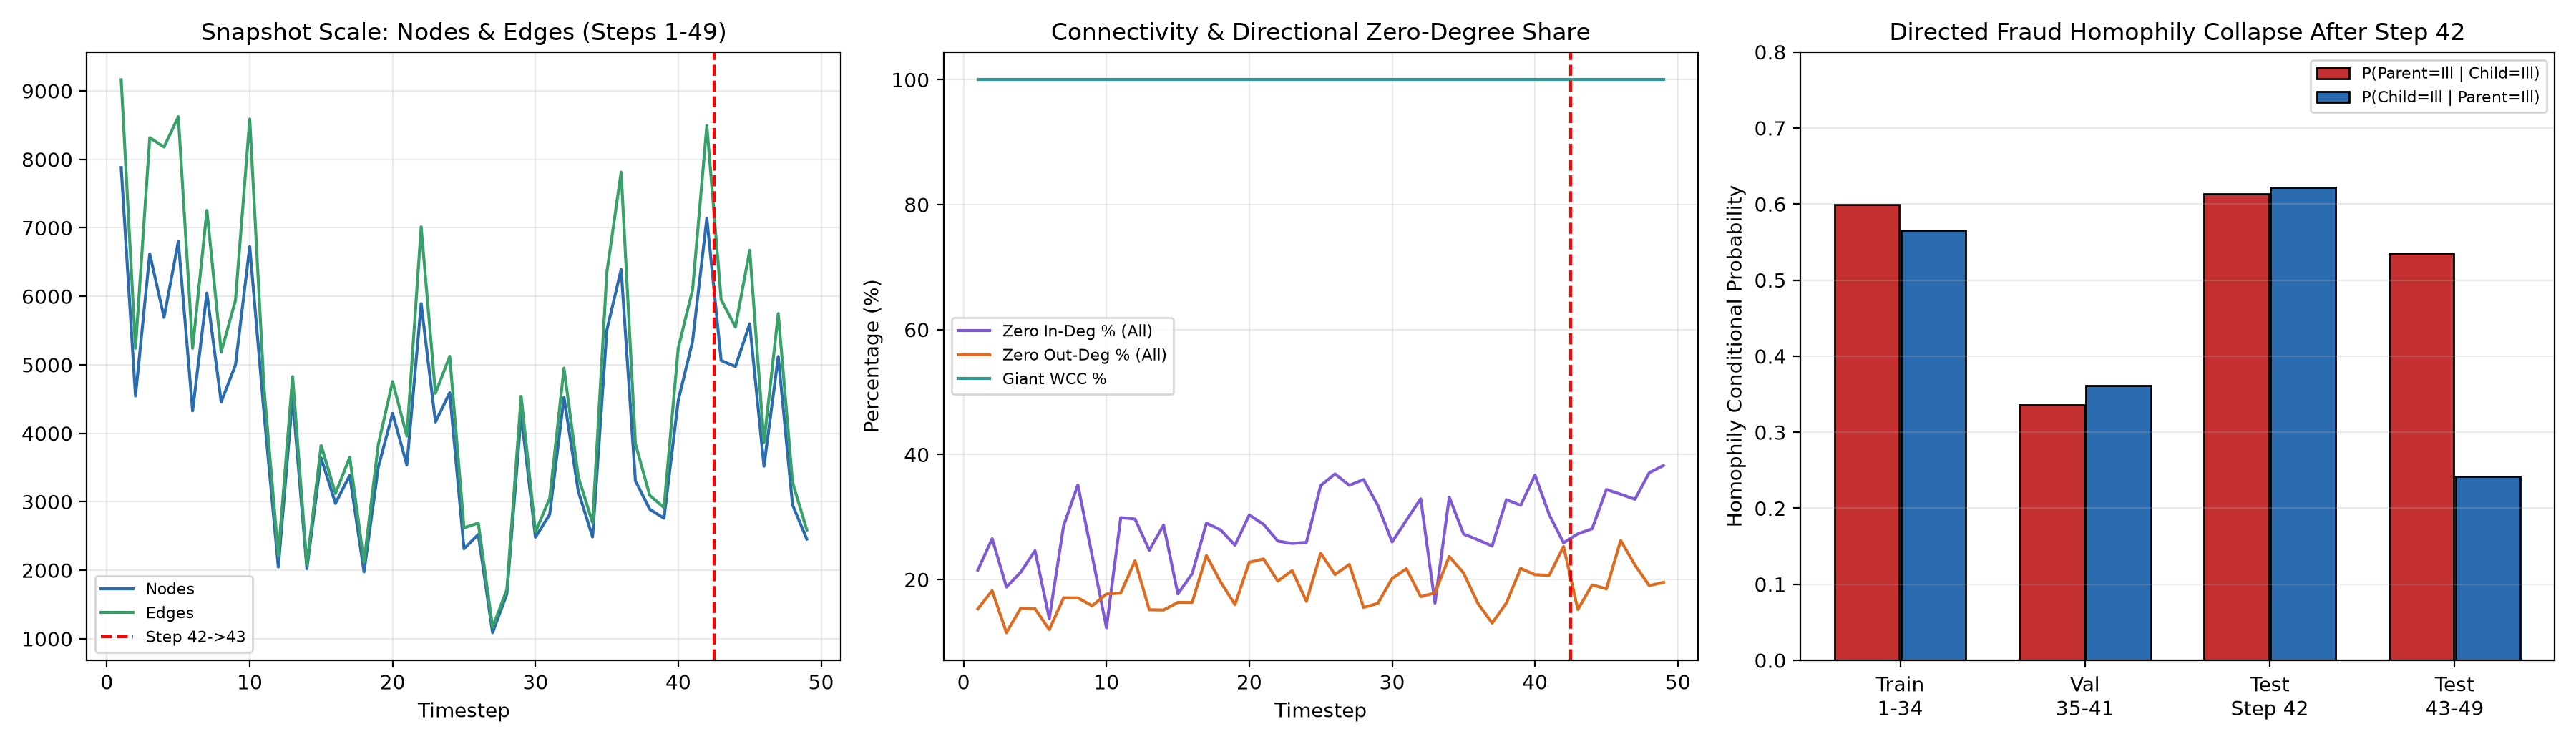 Snapshot Scale: Nodes & Edges (Steps 1-49)
9000
8000
7000
6000
5000
4000
3000
2000
1000
Nodes
Edges
Step 42->43
0
10
20
30
40
50
Timestep
Connectivity & Directional Zero-Degree Share
Percentage (%)
100
80
60
40
20
Zero In-Deg % (All)
Zero Out-Deg % (All)
Giant WCC %
0
10
20
30
40
50
Timestep
Directed Fraud Homophily Collapse After Step 42
Homophily Conditional Probability
0.8
0.7
0.6
0.5
0.4
0.3
0.2
0.1
0.0
P(Parent=Ill | Child=Ill)
P(Child=Ill | Parent=Ill)
Train
1-34
Val
35-41
Test
Step 42
Test
43-49